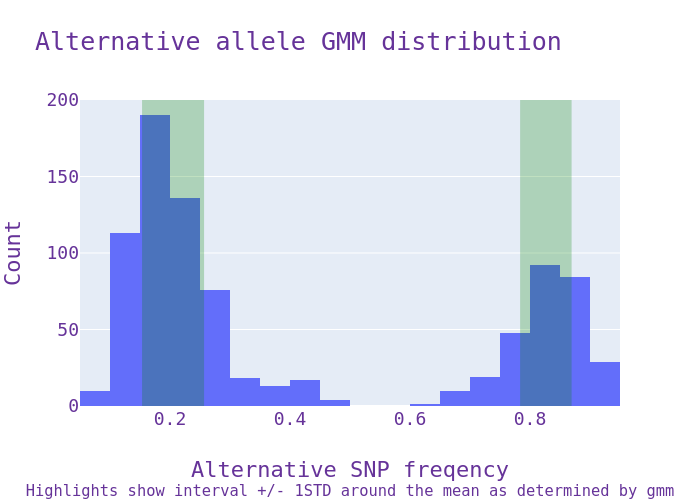 Alternative allele GMM distribution
200
150
100
50
0
Count
0.2 0.4 0.6 0.8
Alternative SNP freqency
Highlights show interval +/- 1STD around the mean as determined by gmm